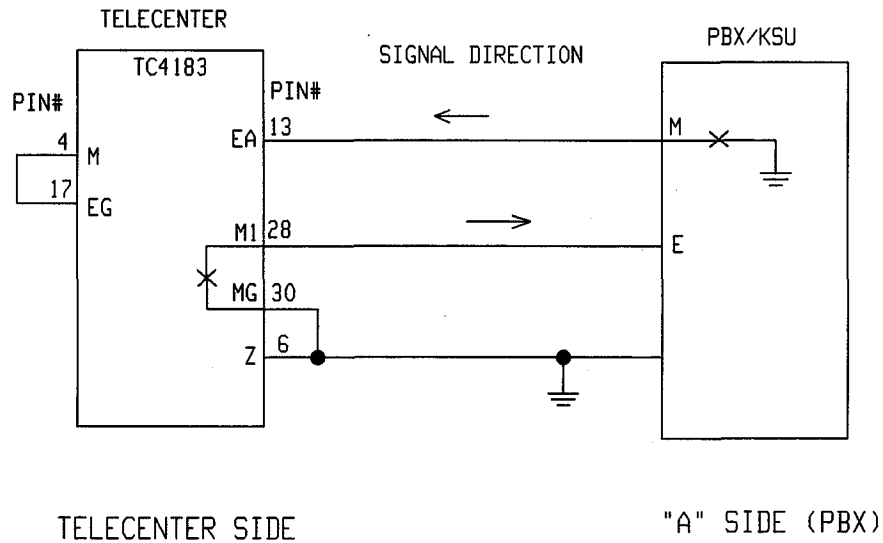 TELECENTER
PBX/KSU
SIGNAL DIRECTION
TC4183
PIN#
PIN#
4
M
17
EG
EA
13
M
M1
28
E
MG
30
Z
6
TELECENTER SIDE
"A" SIDE (PBX)